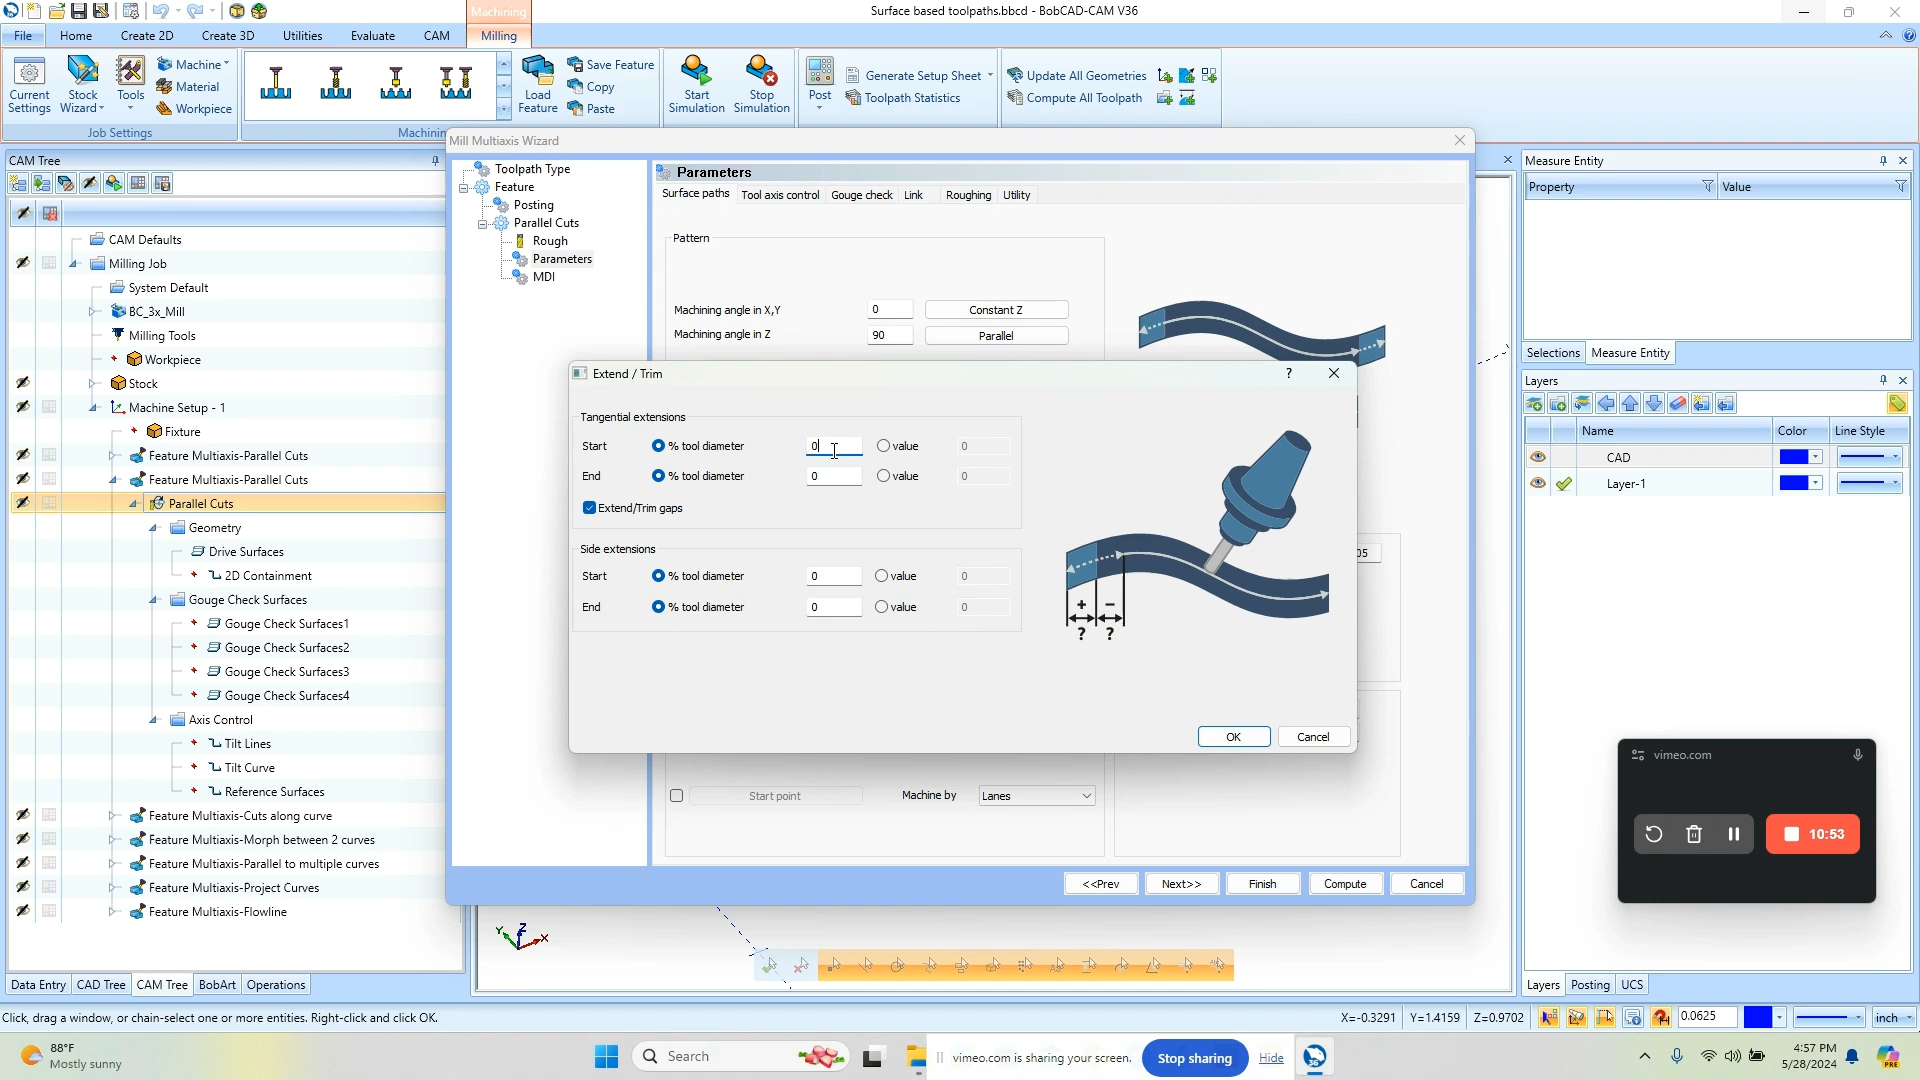 Surface based toolpaths.bbcd - BobCAD-CAM V36
Machining
File Home Create 2D Create 3D Utilities Evaluate CAM Milling
Current Settings
Stock Wizard
Tools
Machine
Material
Workpiece
Job Settings
Machinin
Load Feature
Save Feature
Copy
Paste
Start Simulation
Stop Simulation
Post
Generate Setup Sheet
Toolpath Statistics
Update All Geometries
Compute All Toolpath
CAM Tree
CAM Defaults
Milling Job
System Default
BC_3x_Mill
Milling Tools
Workpiece
Stock
Machine Setup - 1
Fixture
Feature Multiaxis-Parallel Cuts
Feature Multiaxis-Parallel Cuts
Parallel Cuts
Geometry
Drive Surfaces
2D Containment
Gouge Check Surfaces
Gouge Check Surfaces1
Gouge Check Surfaces2
Gouge Check Surfaces3
Gouge Check Surfaces4
Axis Control
Tilt Lines
Tilt Curve
Reference Surfaces
Feature Multiaxis-Cuts along curve
Feature Multiaxis-Morph between 2 curves
Feature Multiaxis-Parallel to multiple curves
Feature Multiaxis-Project Curves
Feature Multiaxis-Flowline
Data Entry CAD Tree CAM Tree BobArt Operations
Mill Multiaxis Wizard
Toolpath Type
Feature
Posting
Parallel Cuts
Rough
Parameters
MDI
Parameters
Surface paths Tool axis control Gouge check Link Roughing Utility
Pattern
Machining angle in X,Y 0 Constant Z
Machining angle in Z 90 Parallel
Extend / Trim
?
Tangential extensions
Start % tool diameter 0 value 0
End % tool diameter 0 value 0
Extend/Trim gaps
Side extensions
Start % tool diameter 0 value 0
End % tool diameter 0 value 0
+ −
? ?
OK Cancel
05
Start point Machine by Lanes
<<Prev Next>> Finish Compute Cancel
Z
Y X
Measure Entity
Property Value
Selections Measure Entity
Layers
Name Color Line Style
CAD
Layer-1
vimeo.com
10:53
Layers Posting UCS
Click, drag a window, or chain-select one or more entities. Right-click and click OK.
X=-0.3291 Y=1.4159 Z=0.9702 0.0625 inch
88°F
Mostly sunny
Search
vimeo.com is sharing your screen. Stop sharing Hide
4:57 PM
5/28/2024
PRE